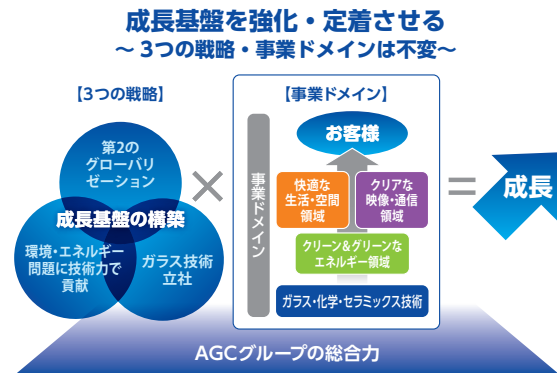 成長基盤を強化・定着させる
～ 3つの戦略・事業ドメインは不変～
【3つの戦略】
第2の
グローバリ
ゼーション
成長基盤の構築
環境・エネルギー
問題に技術力で
貢献
ガラス技術
立社
×
【事業ドメイン】
事業ドメイン
お客様
快適な
生活・空間
領域
クリアな
映像・通信
領域
クリーン＆グリーンな
エネルギー領域
ガラス・化学・セラミックス技術
＝
成長
AGCグループの総合力